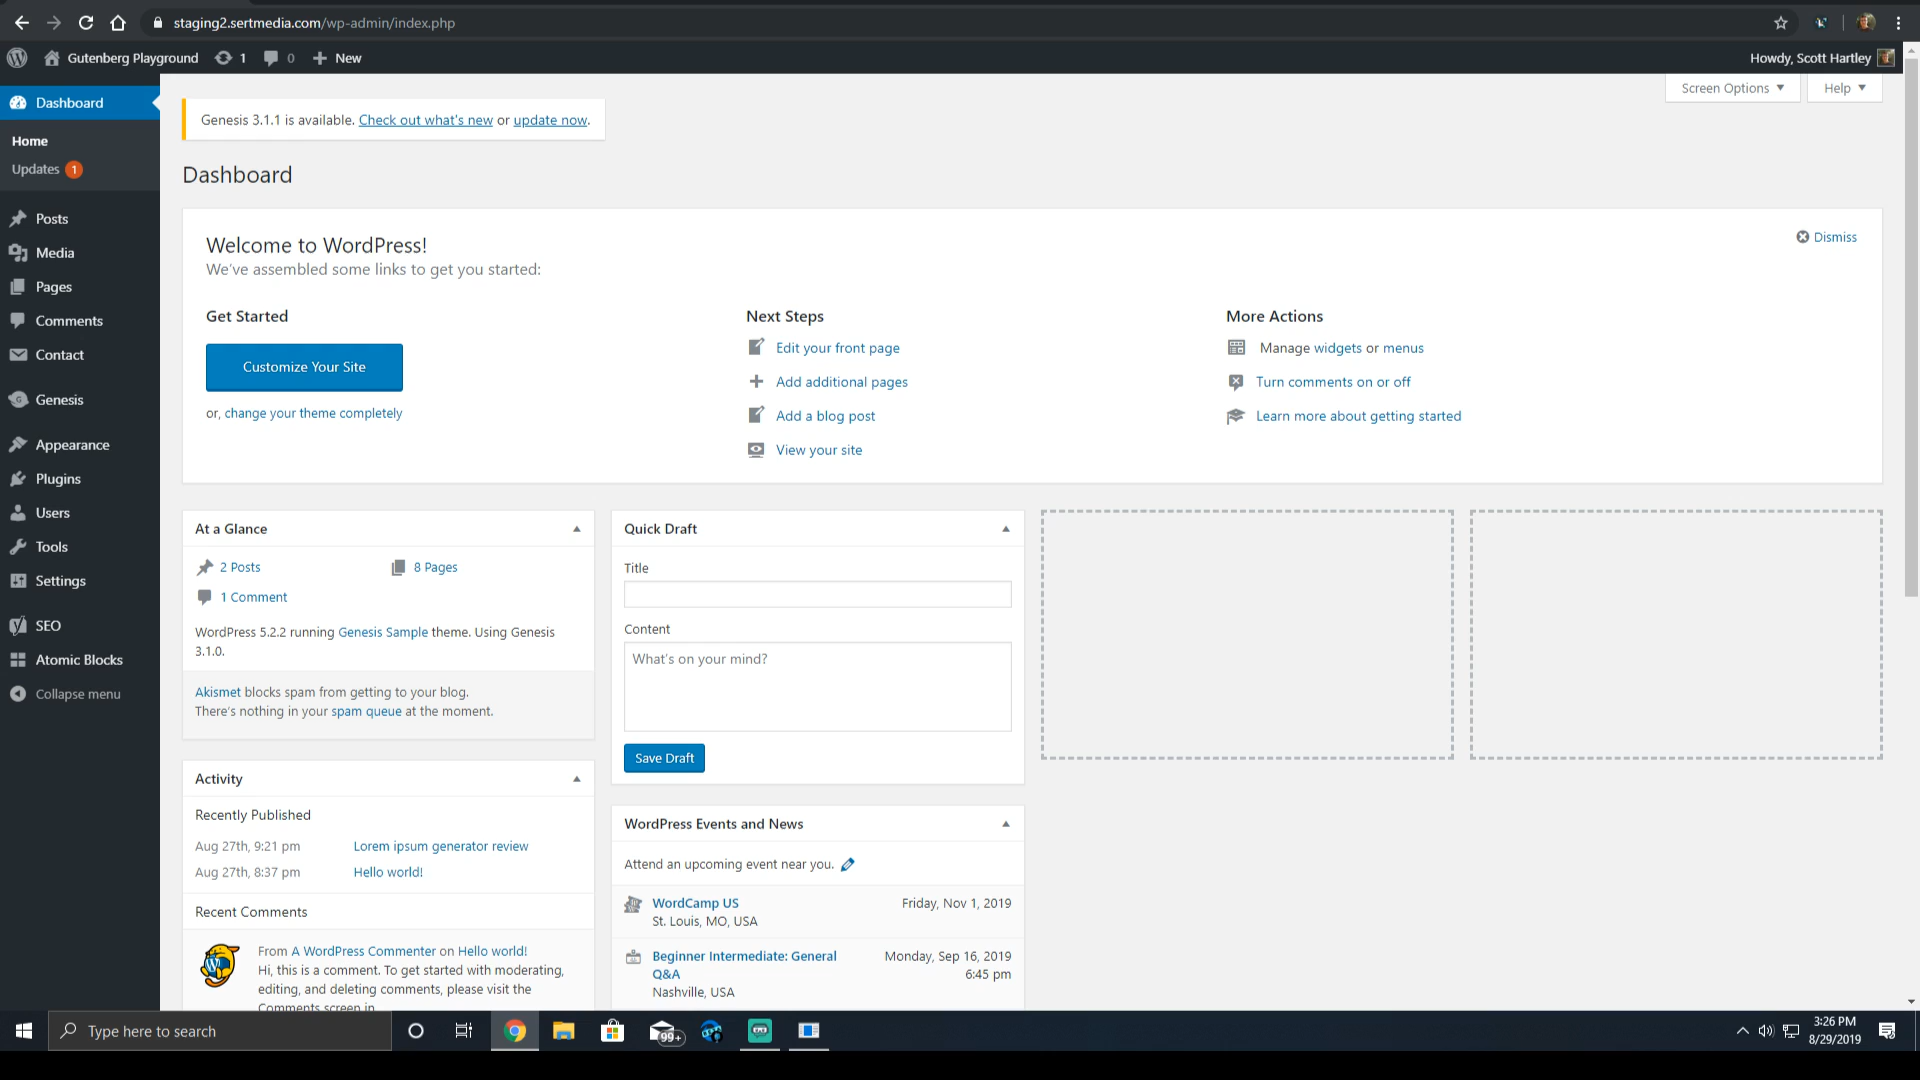 staging2.sertmedia.com/wp-admin/index.php
Gutenberg Playground 1 0 New
Howdy, Scott Hartley
Dashboard
Home
Updates 1
Posts
Media
Pages
Comments
Contact
Genesis
Appearance
Plugins
Users
Tools
Settings
SEO
Atomic Blocks
Collapse menu
Screen Options
Help
Genesis 3.1.1 is available. Check out what's new or update now.
Dashboard
Welcome to WordPress!
We've assembled some links to get you started:
Dismiss
Get Started
Customize Your Site
or, change your theme completely
Next Steps
Edit your front page
Add additional pages
Add a blog post
View your site
More Actions
Manage widgets or menus
Turn comments on or off
Learn more about getting started
At a Glance
2 Posts
8 Pages
1 Comment
WordPress 5.2.2 running Genesis Sample theme. Using Genesis
3.1.0.
Akismet blocks spam from getting to your blog.
There's nothing in your spam queue at the moment.
Activity
Recently Published
Aug 27th, 9:21 pm Lorem ipsum generator review
Aug 27th, 8:37 pm Hello world!
Recent Comments
From A WordPress Commenter on Hello world!
Hi, this is a comment. To get started with moderating,
editing, and deleting comments, please visit the
Comments screen in
Quick Draft
Title
Content
What's on your mind?
Save Draft
WordPress Events and News
Attend an upcoming event near you.
WordCamp US Friday, Nov 1, 2019
St. Louis, MO, USA
Beginner Intermediate: General Monday, Sep 16, 2019
Q&A 6:45 pm
Nashville, USA
Type here to search
99+
3:26 PM
8/29/2019